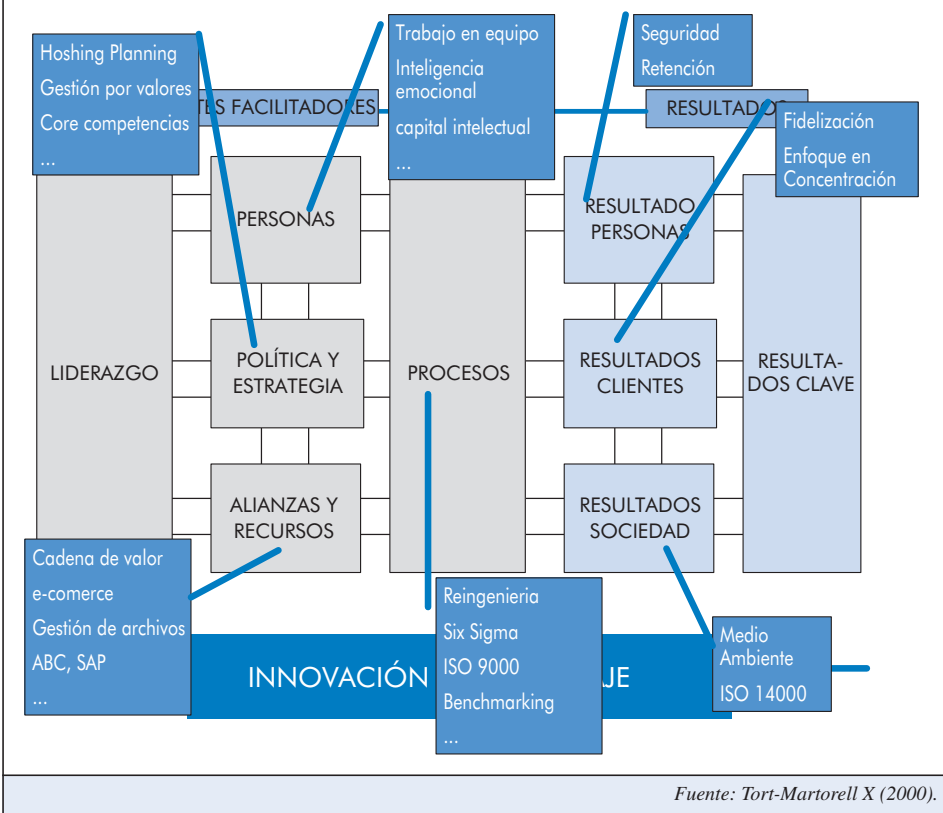 Hoshing Planning
Gestión por valores
Core competencias
...
Trabajo en equipo
Inteligencia
emocional
capital intelectual
...
Seguridad
Retención
TES FACILITADORES
RESULTADOS
Fidelización
Enfoque en
Concentración
PERSONAS
RESULTADO
PERSONAS
LIDERAZGO
POLÍTICA Y
ESTRATEGIA
PROCESOS
RESULTADOS
CLIENTES
RESULTA-
DOS CLAVE
ALIANZAS Y
RECURSOS
RESULTADOS
SOCIEDAD
Cadena de valor
e-comerce
Gestión de archivos
ABC, SAP
...
Reingenieria
Six Sigma
ISO 9000
Benchmarking
...
Medio
Ambiente
ISO 14000
INNOVACIÓN AJE
Fuente: Tort-Martorell X (2000).